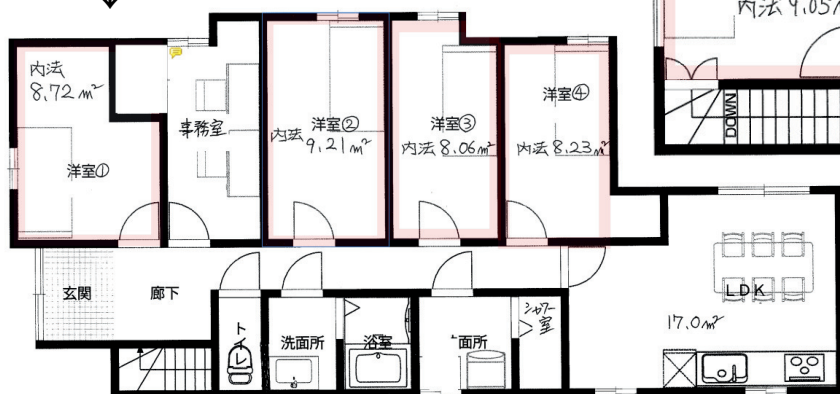 内法 9.05㎡
内法
8.72㎡
洋室①
事務室
洋室②
内法 9.21㎡
洋室③
内法 8.06㎡
洋室④
内法 8.23㎡
DOWN
玄関
廊下
トイレ
洗面所
浴室
面所
シャワー
室
LDK
17.0㎡